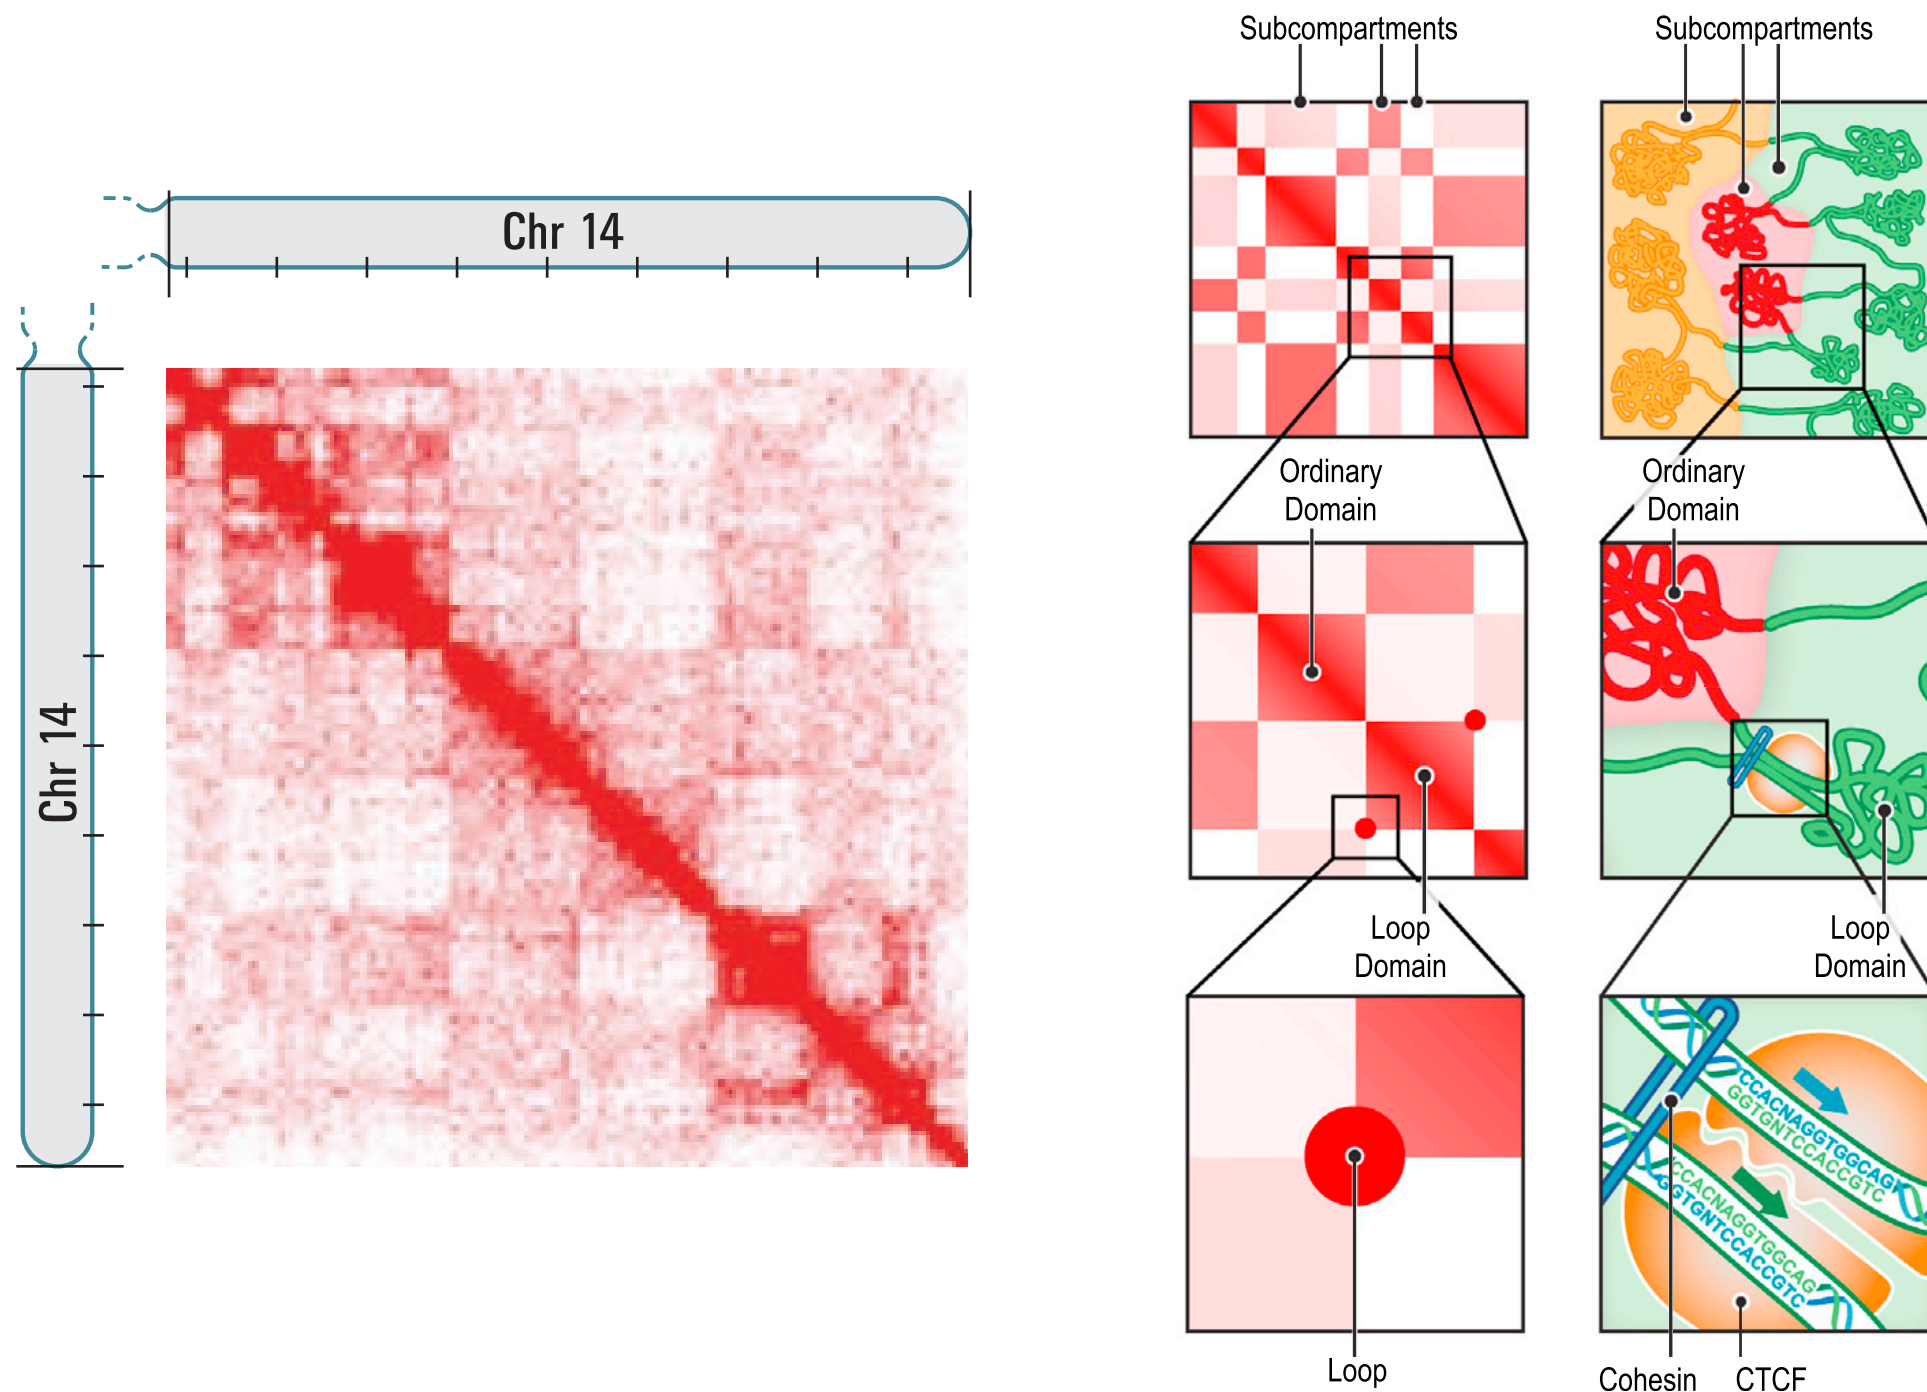 Subcompartments
Subcompartments
Chr 14
Chr 14
Ordinary
Domain
Ordinary
Domain
Loop
Domain
Loop
Domain
CCACNAGGTGGCAG
GGTGNTCCACCGTC
CCACNAGGTGGCAG
GGTGNTCCACCGTC
Loop
Cohesin
CTCF